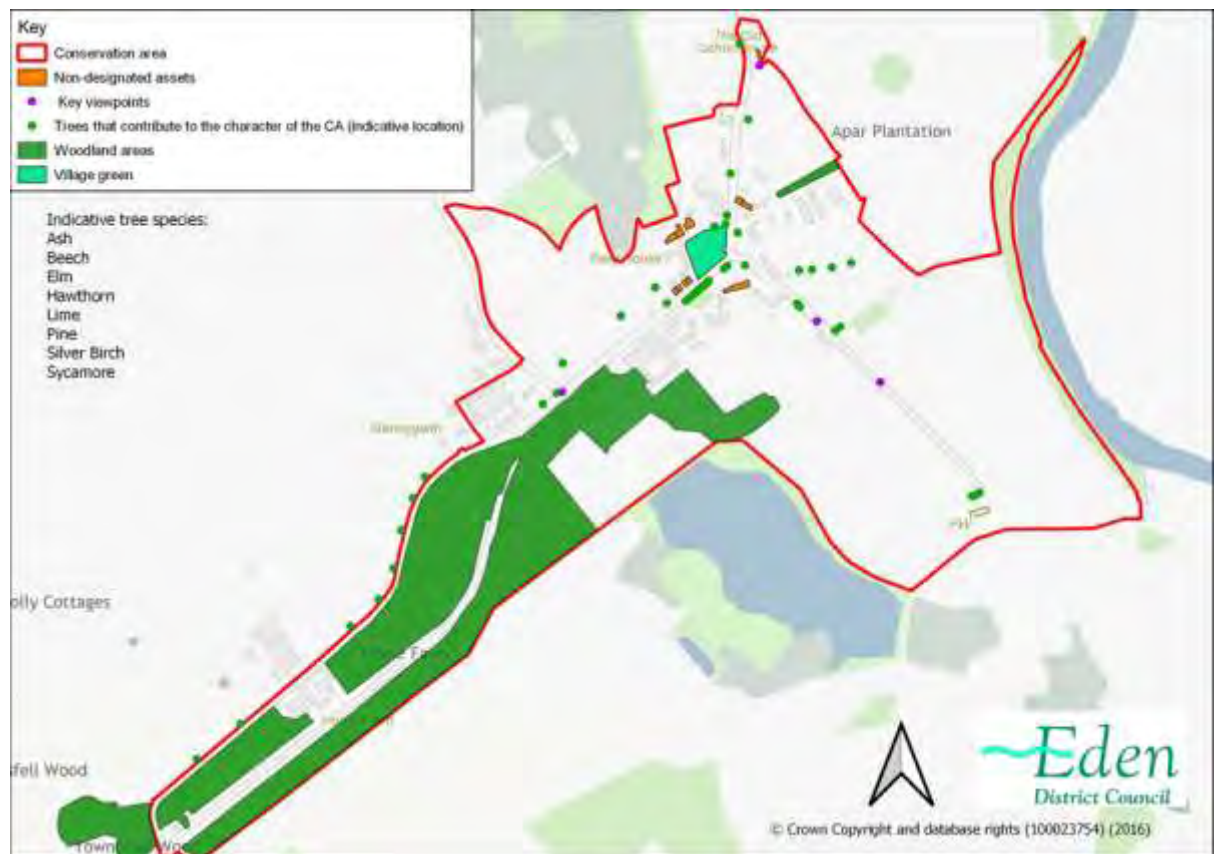 Key
Conservation area
Non-designated assets
Key viewpoints
Trees that contribute to the character of the CA (indicative location)
Woodland areas
Village green
Indicative tree species:
Ash
Beech
Elm
Hawthorn
Lime
Pine
Silver Birch
Sycamore
Apar Plantation
olly Cottages
sfell Wood
Eden
District Council
© Crown Copyright and database rights (100023754) (2016)